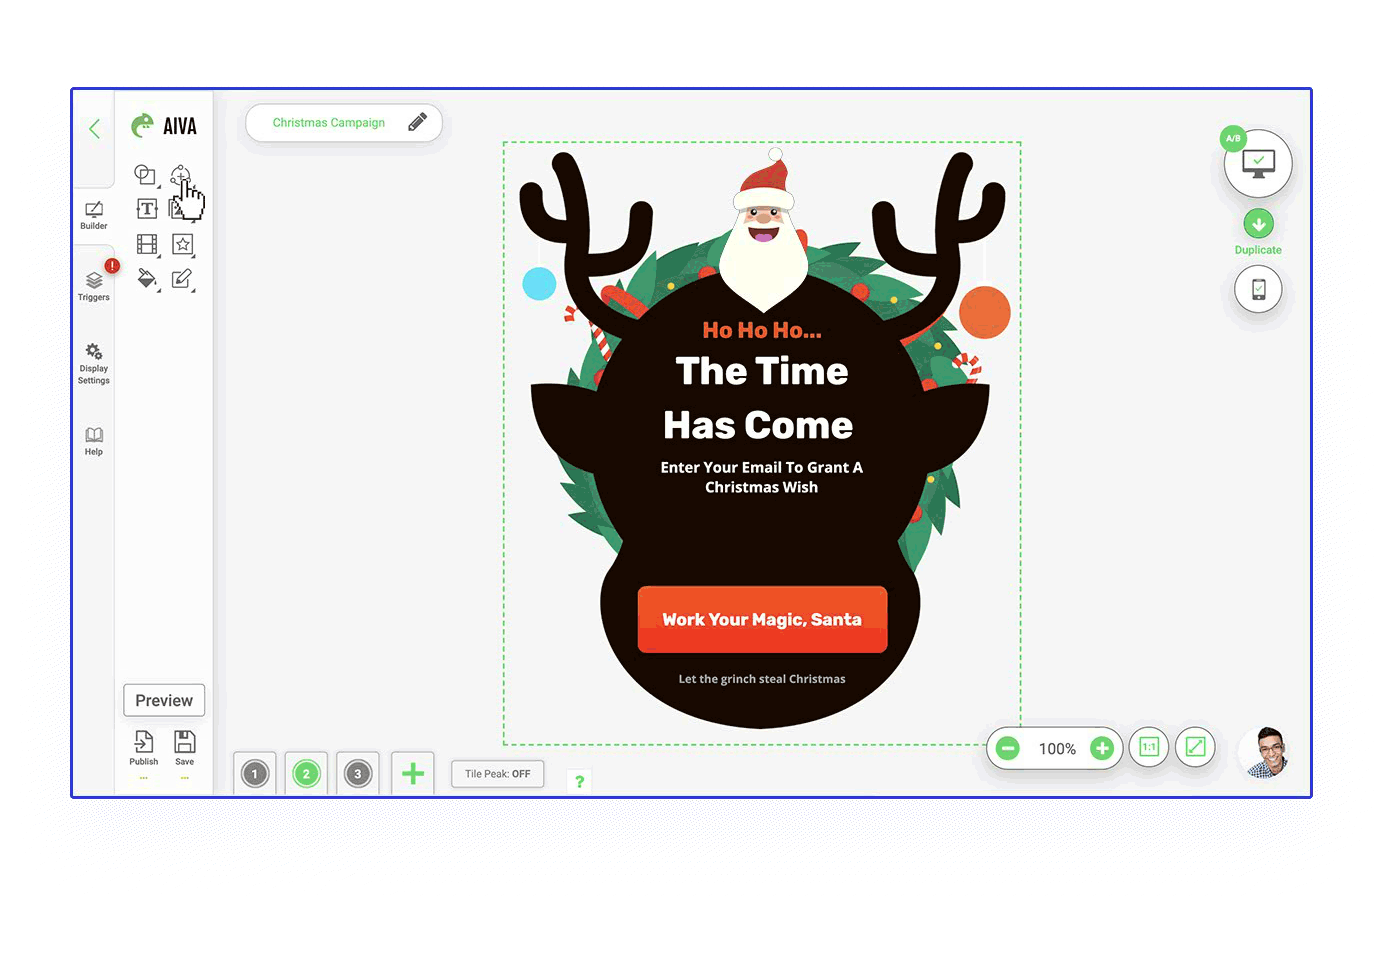 Christmas Campaign
AIVA
A/B
T
Builder
Duplicate
!
Triggers
Ho Ho Ho...
The Time
Display
Settings
Has Come
Help
Enter Your Email To Grant A
Christmas Wish
Work Your Magic, Santa
Let the grinch steal Christmas
Preview
100%
1:1
Publish
Save
...
...
1
2
3
Tile Peak: OFF
?